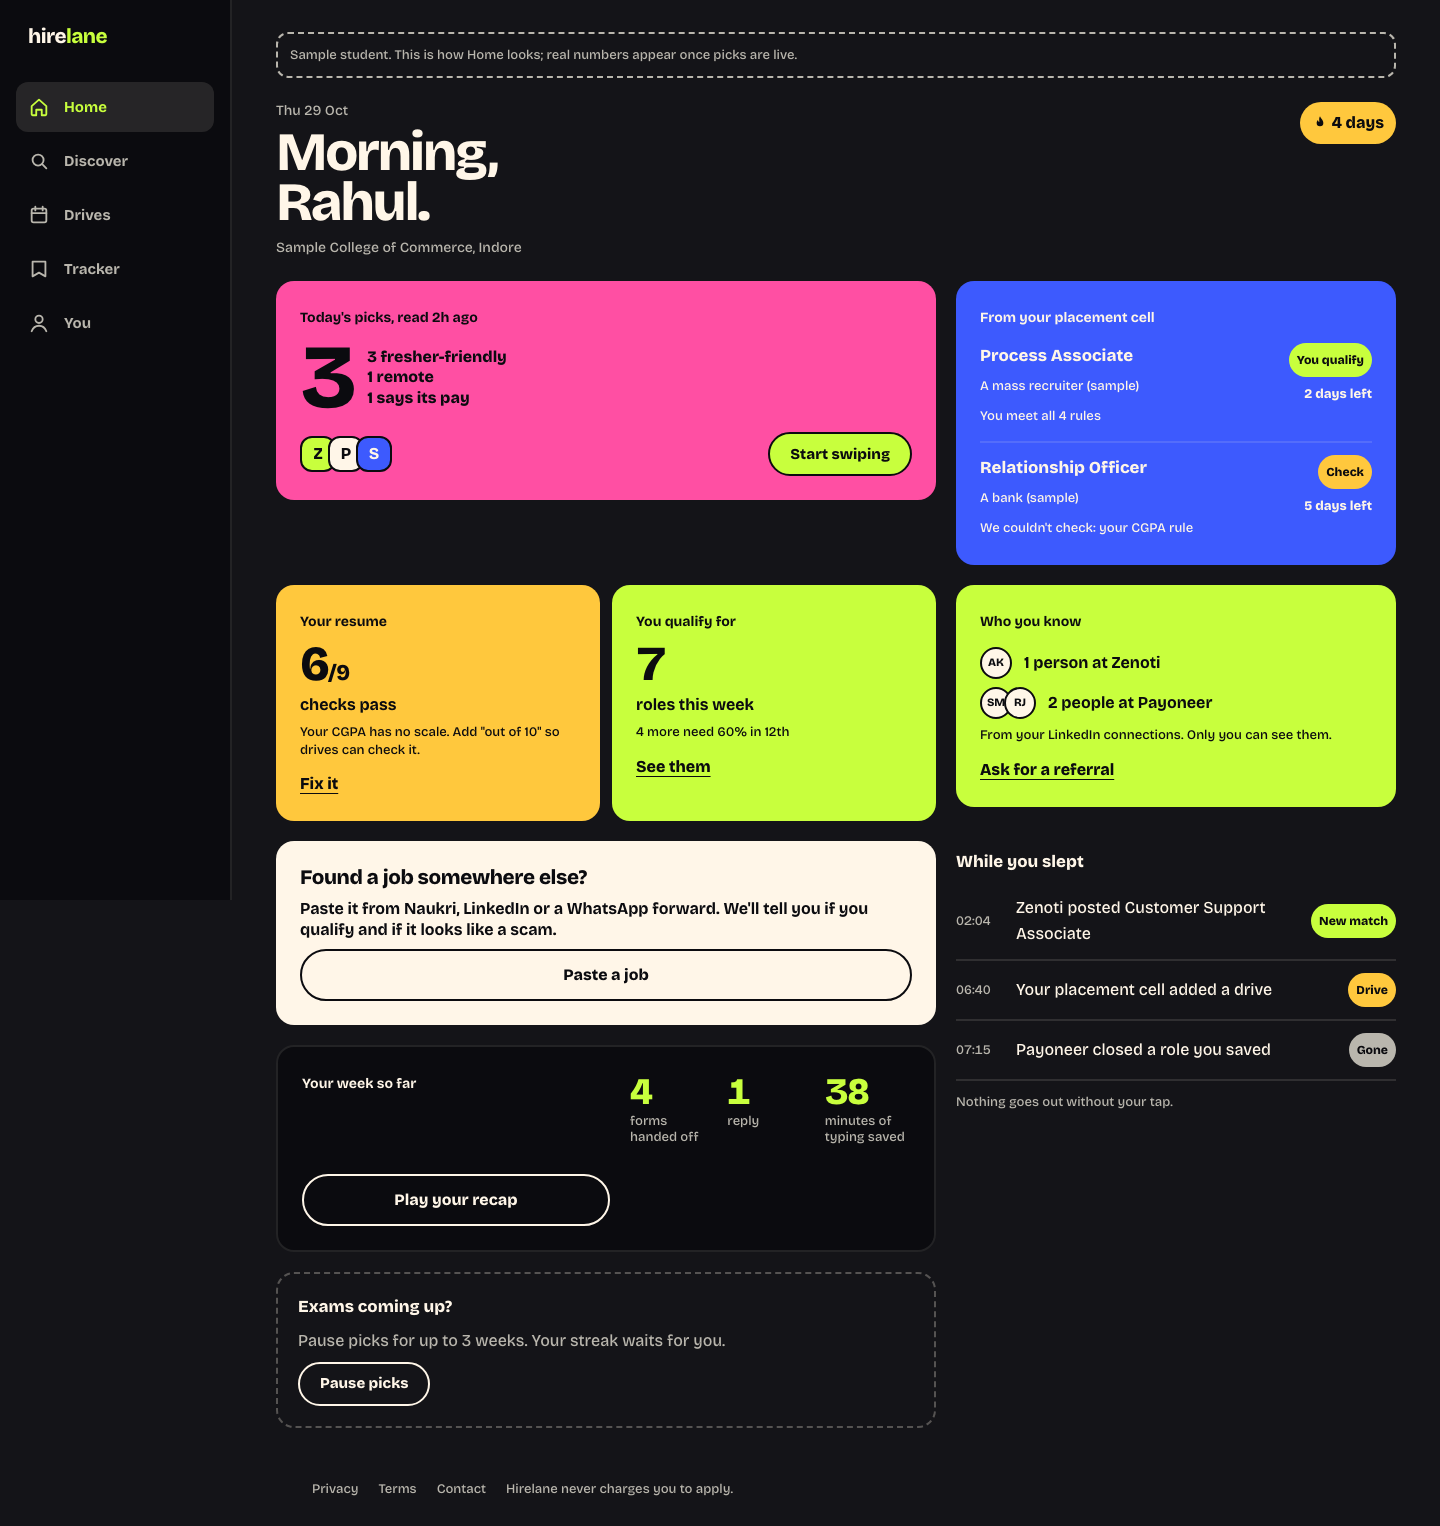 hirelane
Home
Discover
Drives
Tracker
You
Sample student. This is how Home looks; real numbers appear once picks are live.
Thu 29 Oct
Morning,
Rahul.
Sample College of Commerce, Indore
4 days
Today's picks, read 2h ago
3
3 fresher-friendly
1 remote
1 says its pay
Z P S
Start swiping
From your placement cell
Process Associate
You qualify
A mass recruiter (sample)
2 days left
You meet all 4 rules
Relationship Officer
Check
A bank (sample)
5 days left
We couldn't check: your CGPA rule
Your resume
6/9
checks pass
Your CGPA has no scale. Add "out of 10" so
drives can check it.
Fix it
You qualify for
7
roles this week
4 more need 60% in 12th
See them
Who you know
AK 1 person at Zenoti
SM RJ 2 people at Payoneer
From your LinkedIn connections. Only you can see them.
Ask for a referral
Found a job somewhere else?
Paste it from Naukri, LinkedIn or a WhatsApp forward. We'll tell you if you
qualify and if it looks like a scam.
Paste a job
While you slept
02:04
Zenoti posted Customer Support
Associate
New match
06:40 Your placement cell added a drive Drive
07:15 Payoneer closed a role you saved Gone
Nothing goes out without your tap.
Your week so far
4
forms
handed off
1
reply
38
minutes of
typing saved
Play your recap
Exams coming up?
Pause picks for up to 3 weeks. Your streak waits for you.
Pause picks
Privacy Terms Contact Hirelane never charges you to apply.